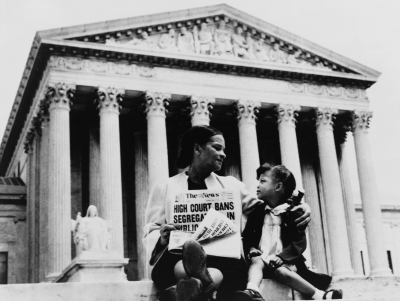 The News
HIGH COURT BANS
SEGREGATION IN